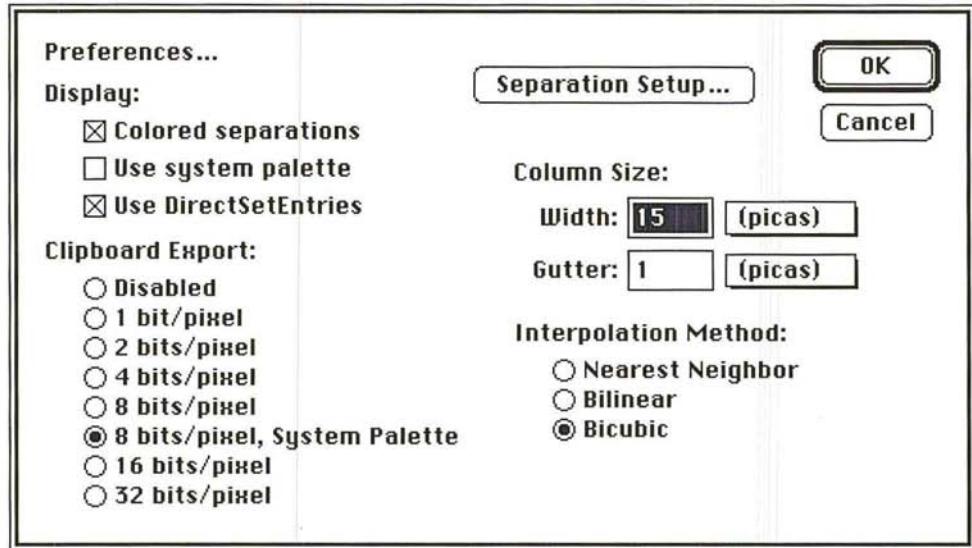 Preferences...
Display:
Colored separations
Use system palette
Use DirectSetEntries
Clipboard Export:
Disabled
1 bit/pixel
2 bits/pixel
4 bits/pixel
8 bits/pixel
8 bits/pixel, System Palette
16 bits/pixel
32 bits/pixel
Separation Setup...
OK
Cancel
Column Size:
Width: 15 (picas)
Gutter: 1 (picas)
Interpolation Method:
Nearest Neighbor
Bilinear
Bicubic